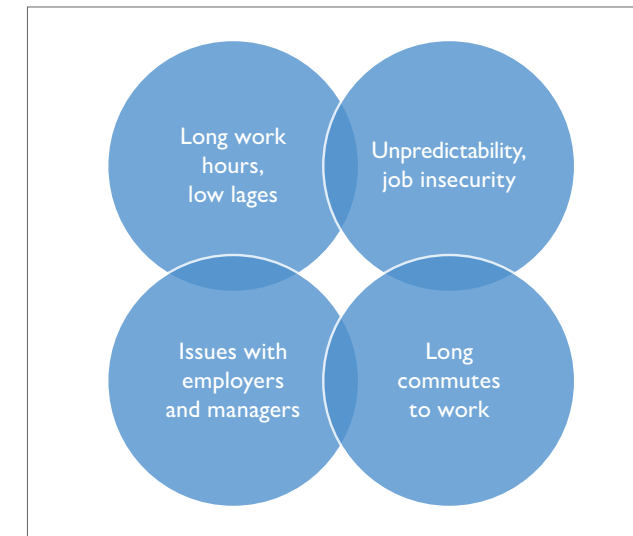 Long work
hours,
low lages
Unpredictability,
job insecurity
Issues with
employers
and managers
Long
commutes
to work